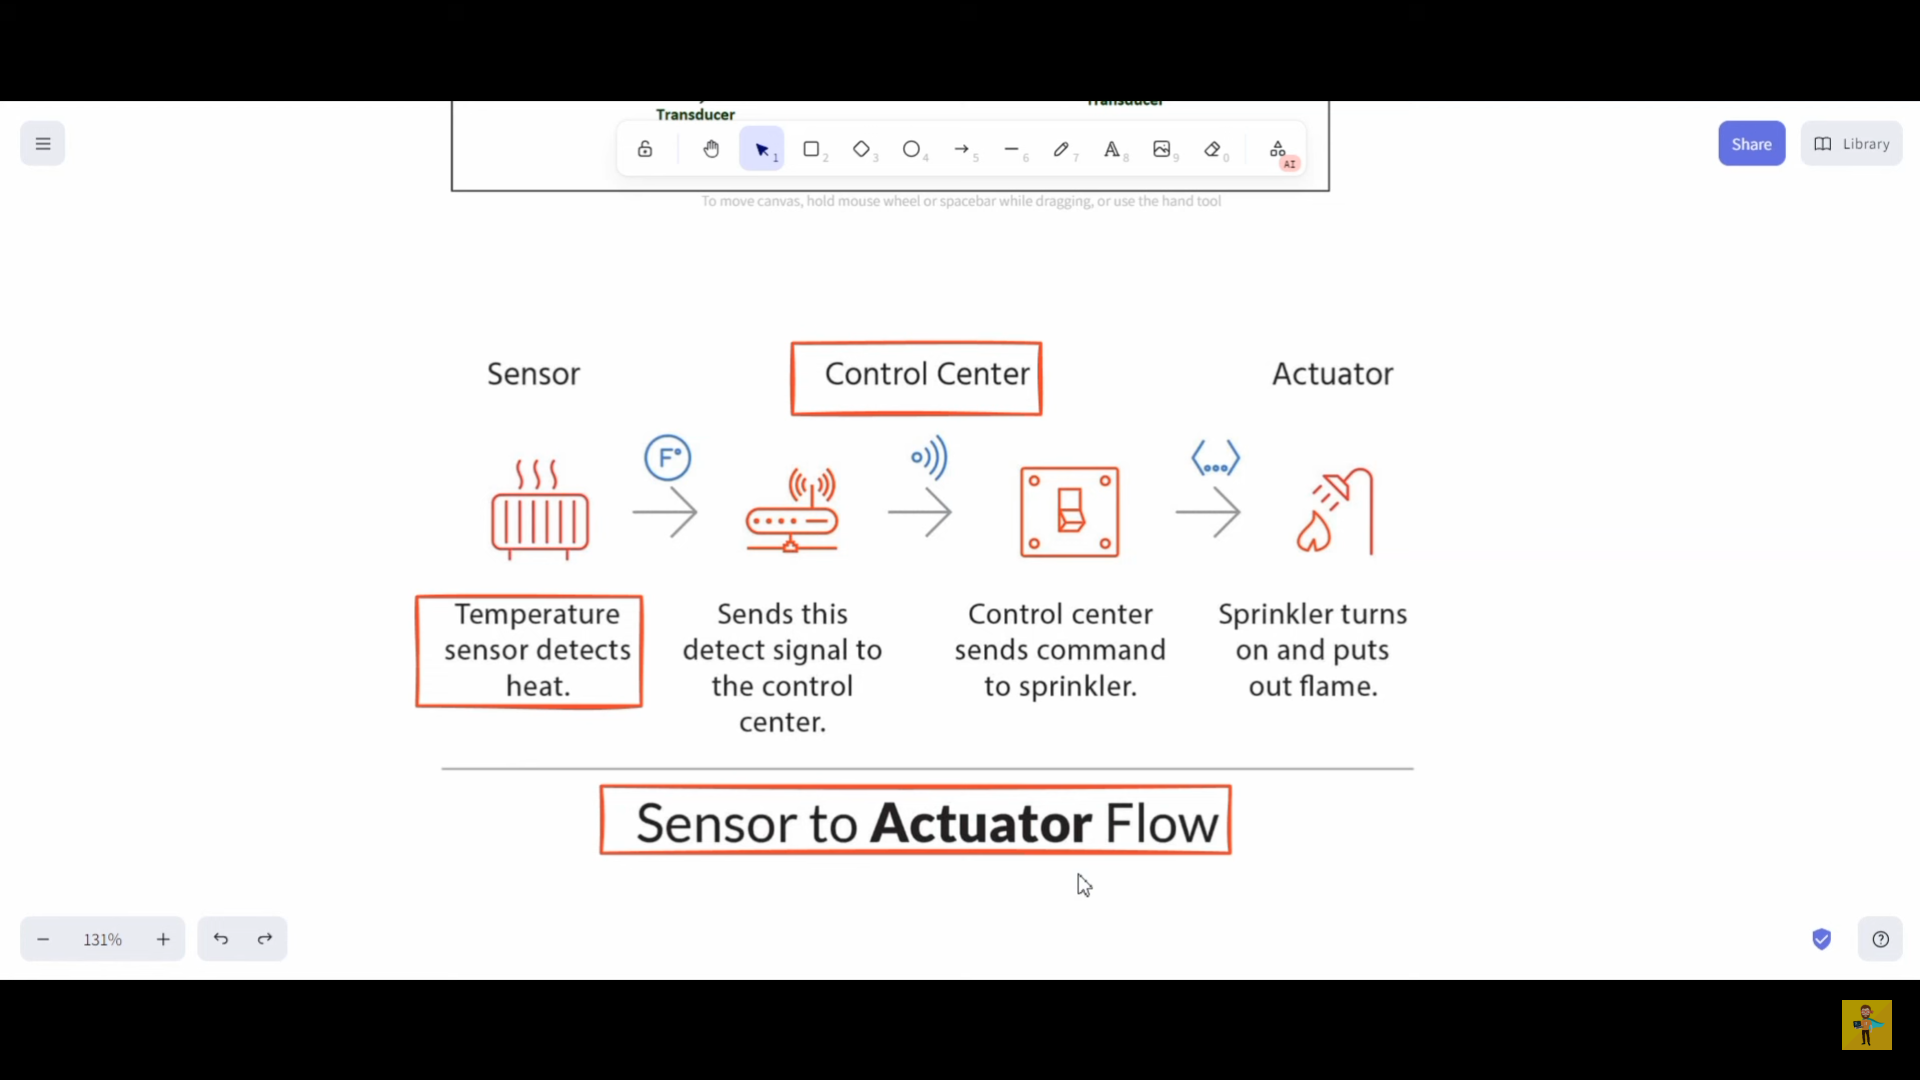 Transducer
Transducer
1
2
3
4
5
6
7
A 8
9
0
AI
Share
Library
To move canvas, hold mouse wheel or spacebar while dragging, or use the hand tool
Sensor
Control Center
Actuator
F°
Temperature
sensor detects
heat.
Sends this
detect signal to
the control
center.
Control center
sends command
to sprinkler.
Sprinkler turns
on and puts
out flame.
Sensor to Actuator Flow
131%